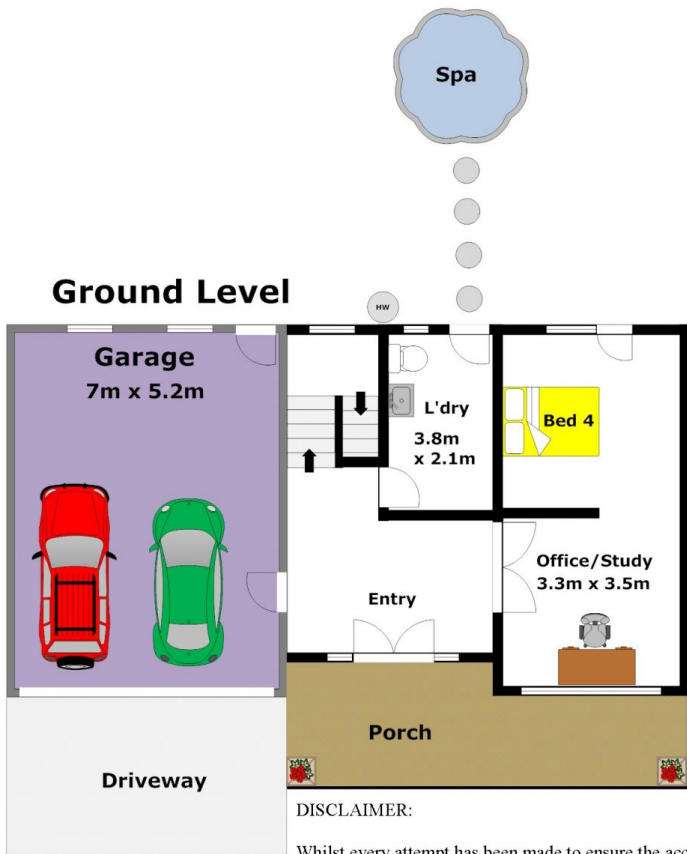 Spa
Ground Level
HW
Garage
7m x 5.2m
L'dry
3.8m
x 2.1m
Bed 4
Office/Study
3.3m x 3.5m
Entry
Porch
Driveway
DISCLAIMER:
Whilst every attempt has been made to ensure the acc